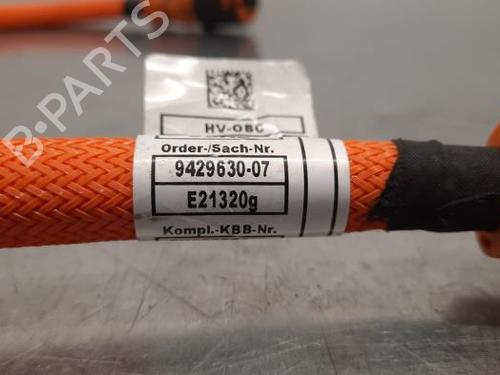 HV-OBC
Order-/Sach-Nr.
9429630-07
E21320g
Kompl.-KBB-Nr.
B-PARTS